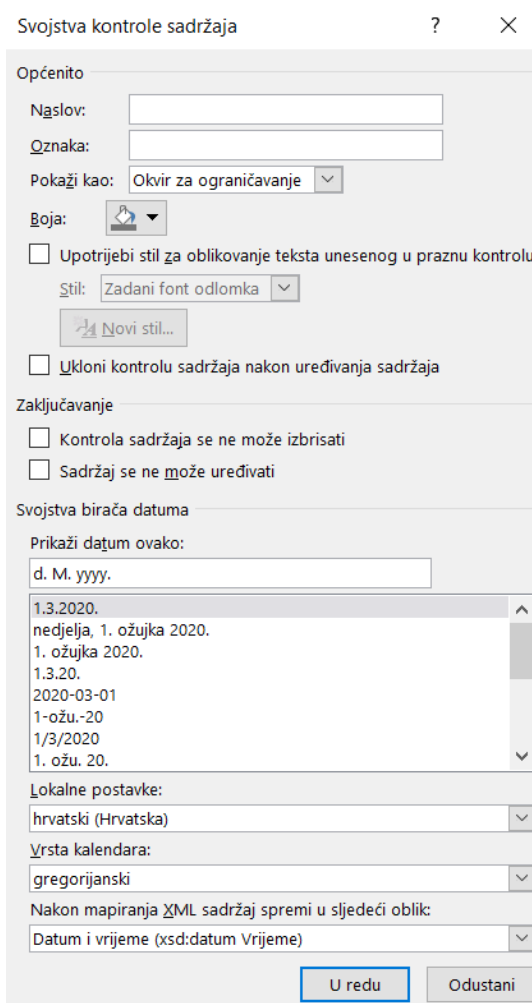 Svojstva kontrole sadržaja ?
Općenito
Naslov:
Oznaka:
Pokaži kao: Okvir za ograničavanje
Boja:
Upotrijebi stil za oblikovanje teksta unesenog u praznu kontrolu
Stil: Zadani font odlomka
Novi stil...
Ukloni kontrolu sadržaja nakon uređivanja sadržaja
Zaključavanje
Kontrola sadržaja se ne može izbrisati
Sadržaj se ne može uređivati
Svojstva birača datuma
Prikaži datum ovako:
d. M. yyyy.
1.3.2020.
nedjelja, 1. ožujka 2020.
1. ožujka 2020.
1.3.20.
2020-03-01
1-ožu.-20
1/3/2020
1. ožu. 20.
Lokalne postavke:
hrvatski (Hrvatska)
Vrsta kalendara:
gregorijanski
Nakon mapiranja XML sadržaj spremi u sljedeći oblik:
Datum i vrijeme (xsd:datum Vrijeme)
U redu Odustani